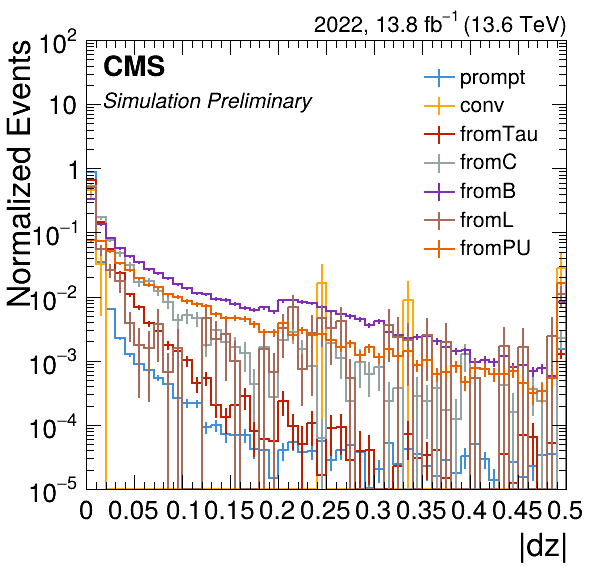 2022, 13.8 fb⁻¹ (13.6 TeV)
Normalized Events
CMS
Simulation Preliminary
prompt
conv
fromTau
fromC
fromB
fromL
fromPU
10²
10
1
10⁻¹
10⁻²
10⁻³
10⁻⁴
10⁻⁵
0 0.05 0.1 0.15 0.2 0.25 0.3 0.35 0.4 0.45 0.5
|dz|